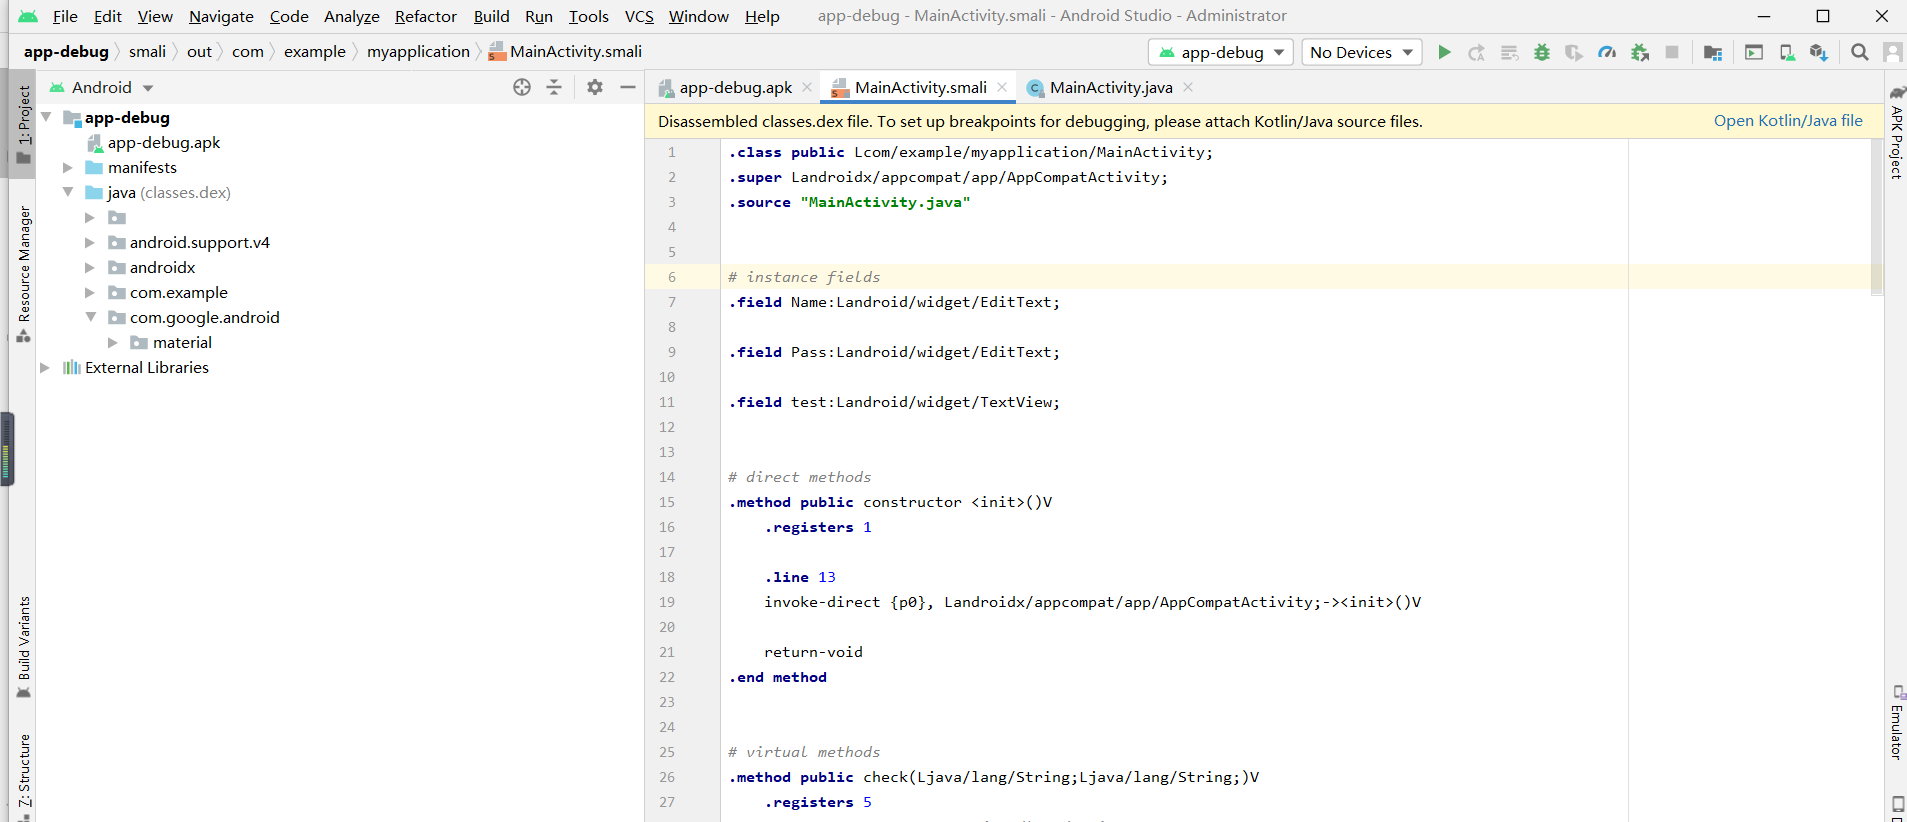 File Edit View Navigate Code Analyze Refactor Build Run Tools VCS Window Help app-debug - MainActivity.smali - Android Studio - Administrator
app-debug smali out com example myapplication MainActivity.smali app-debug No Devices
1: Project
Resource Manager
Build Variants
Z: Structure
Android
app-debug
app-debug.apk
manifests
java (classes.dex)
android.support.v4
androidx
com.example
com.google.android
material
External Libraries
app-debug.apk MainActivity.smali MainActivity.java
Disassembled classes.dex file. To set up breakpoints for debugging, please attach Kotlin/Java source files. Open Kotlin/Java file
1 .class public Lcom/example/myapplication/MainActivity;
2 .super Landroidx/appcompat/app/AppCompatActivity;
3 .source "MainActivity.java"
4
5
6 # instance fields
7 .field Name:Landroid/widget/EditText;
8
9 .field Pass:Landroid/widget/EditText;
10
11 .field test:Landroid/widget/TextView;
12
13
14 # direct methods
15 .method public constructor <init>()V
16 .registers 1
17
18 .line 13
19 invoke-direct {p0}, Landroidx/appcompat/app/AppCompatActivity;-><init>()V
20
21 return-void
22 .end method
23
24
25 # virtual methods
26 .method public check(Ljava/lang/String;Ljava/lang/String;)V
27 .registers 5
APK Project
Emulator